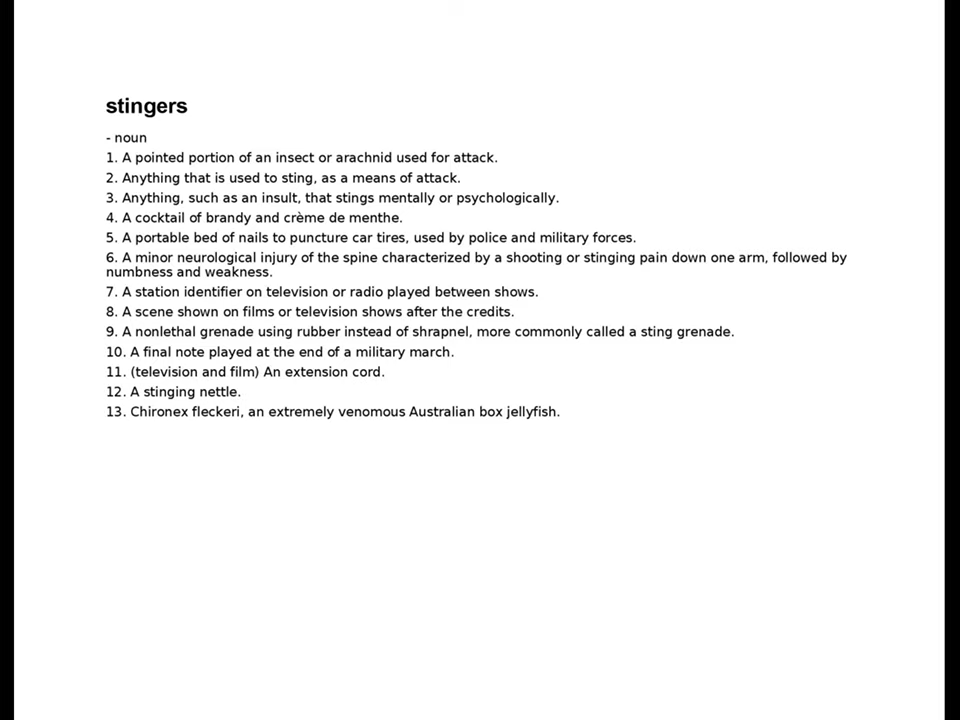 stingers
- noun
1. A pointed portion of an insect or arachnid used for attack.
2. Anything that is used to sting, as a means of attack.
3. Anything, such as an insult, that stings mentally or psychologically.
4. A cocktail of brandy and crème de menthe.
5. A portable bed of nails to puncture car tires, used by police and military forces.
6. A minor neurological injury of the spine characterized by a shooting or stinging pain down one arm, followed by
numbness and weakness.
7. A station identifier on television or radio played between shows.
8. A scene shown on films or television shows after the credits.
9. A nonlethal grenade using rubber instead of shrapnel, more commonly called a sting grenade.
10. A final note played at the end of a military march.
11. (television and film) An extension cord.
12. A stinging nettle.
13. Chironex fleckeri, an extremely venomous Australian box jellyfish.